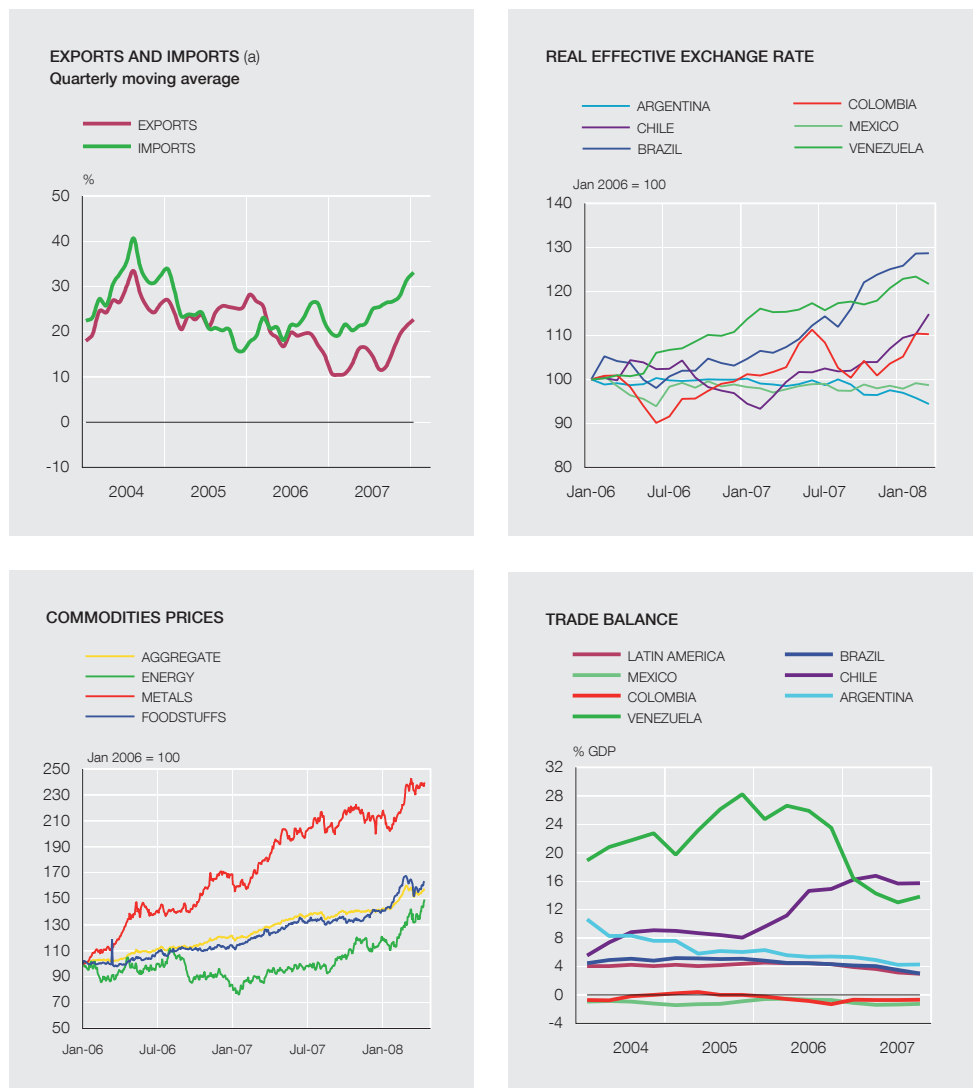 EXPORTS AND IMPORTS (a)
Quarterly moving average
EXPORTS
IMPORTS
%
50
40
30
20
10
0
-10
2004 2005 2006 2007
REAL EFFECTIVE EXCHANGE RATE
ARGENTINA COLOMBIA
CHILE MEXICO
BRAZIL VENEZUELA
Jan 2006 = 100
140
130
120
110
100
90
80
Jan-06 Jul-06 Jan-07 Jul-07 Jan-08
COMMODITIES PRICES
AGGREGATE
ENERGY
METALS
FOODSTUFFS
Jan 2006 = 100
250
230
210
190
170
150
130
110
90
70
50
Jan-06 Jul-06 Jan-07 Jul-07 Jan-08
TRADE BALANCE
LATIN AMERICA BRAZIL
MEXICO CHILE
COLOMBIA ARGENTINA
VENEZUELA
% GDP
32
28
24
20
16
12
8
4
0
-4
2004 2005 2006 2007